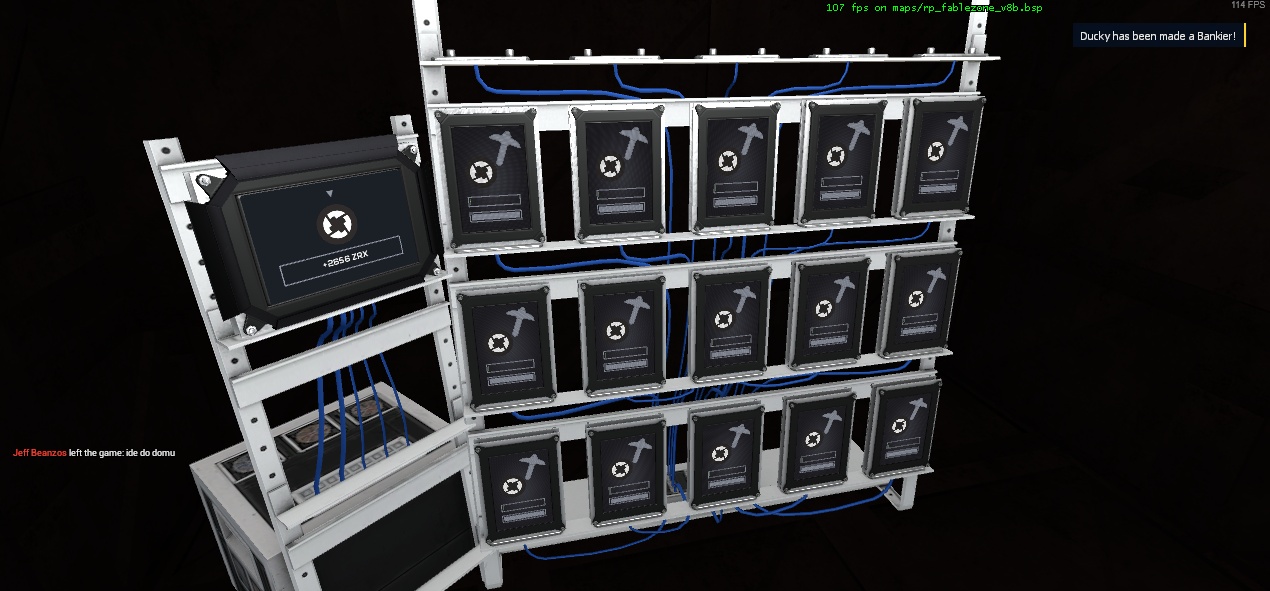 107 fps on maps/rp_fablezone_v8b.bsp
114 FPS
Ducky has been made a Bankier!
+2656 ZRX
Jeff Beanzos left the game: ide do domu